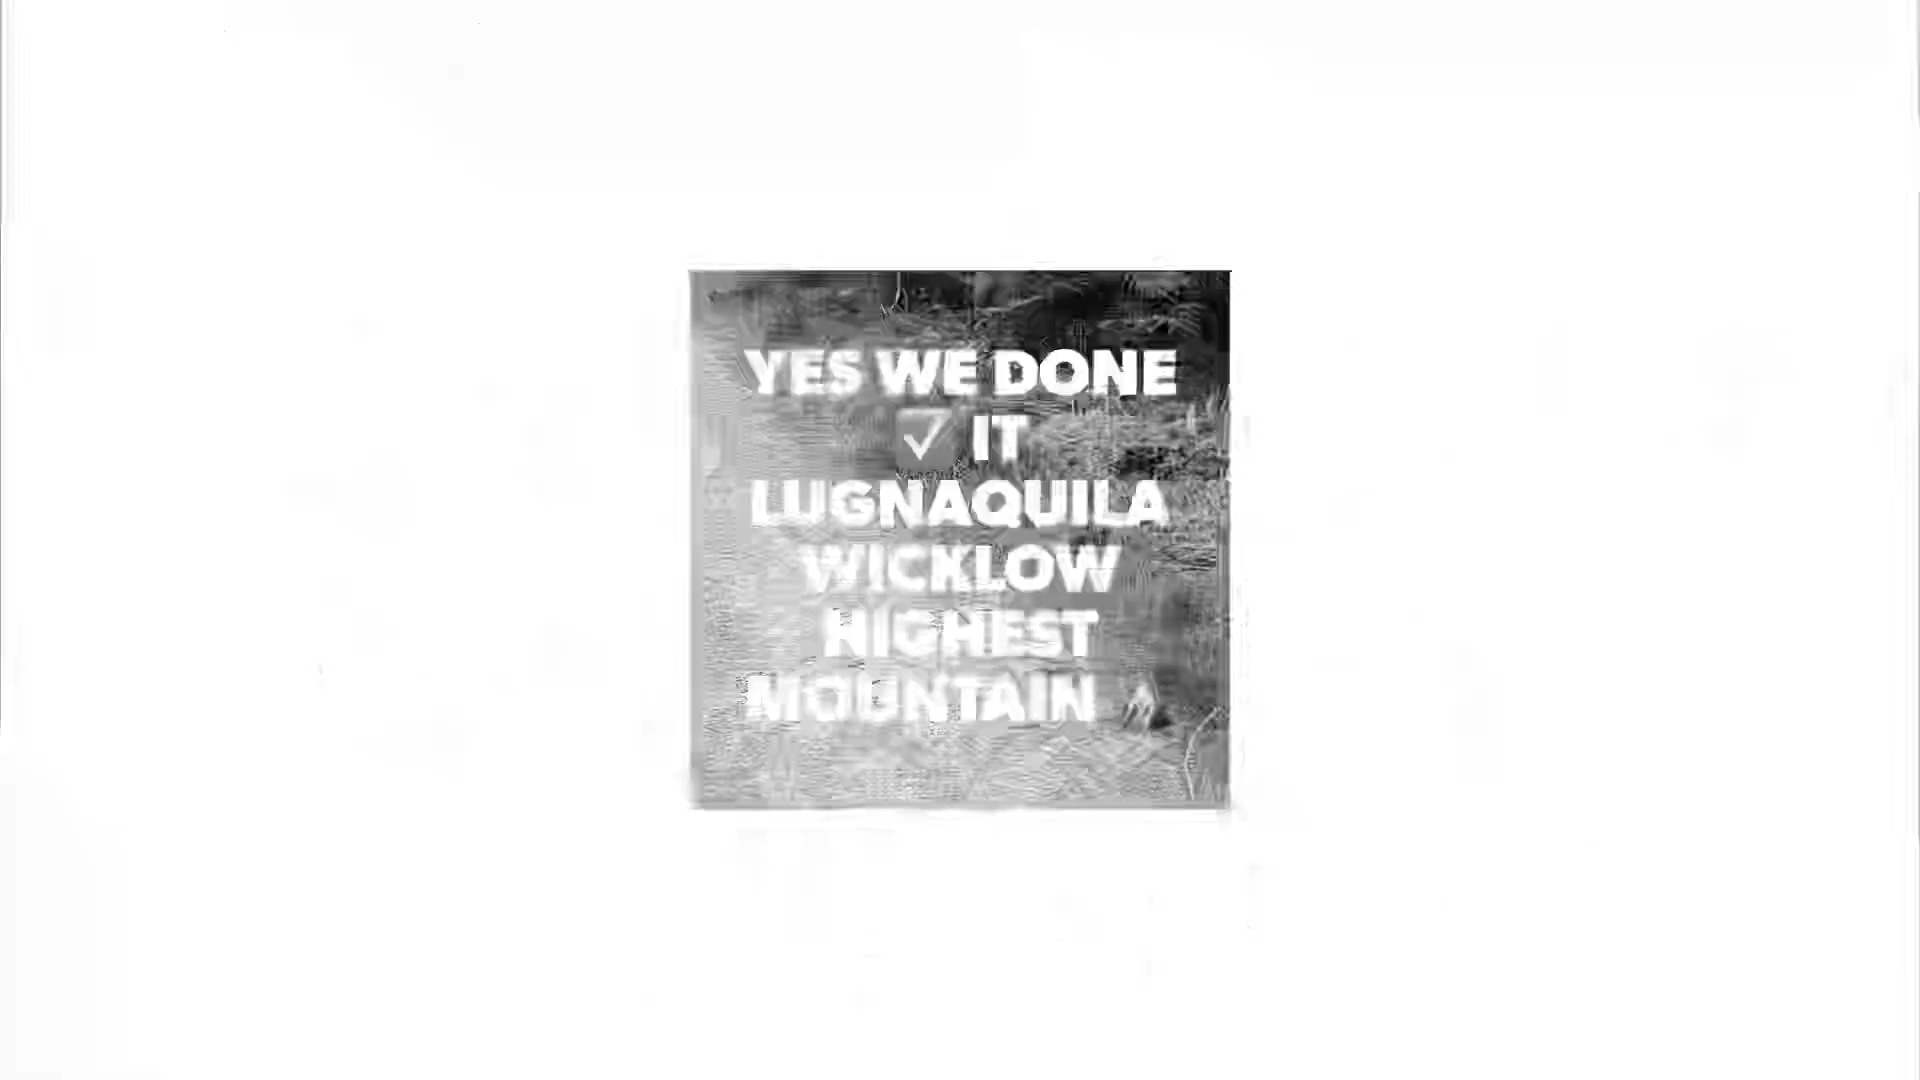 YES WE DONE
✅ IT
LUGNAQUILA
WICKLOW
HIGHEST
MOUNTAIN